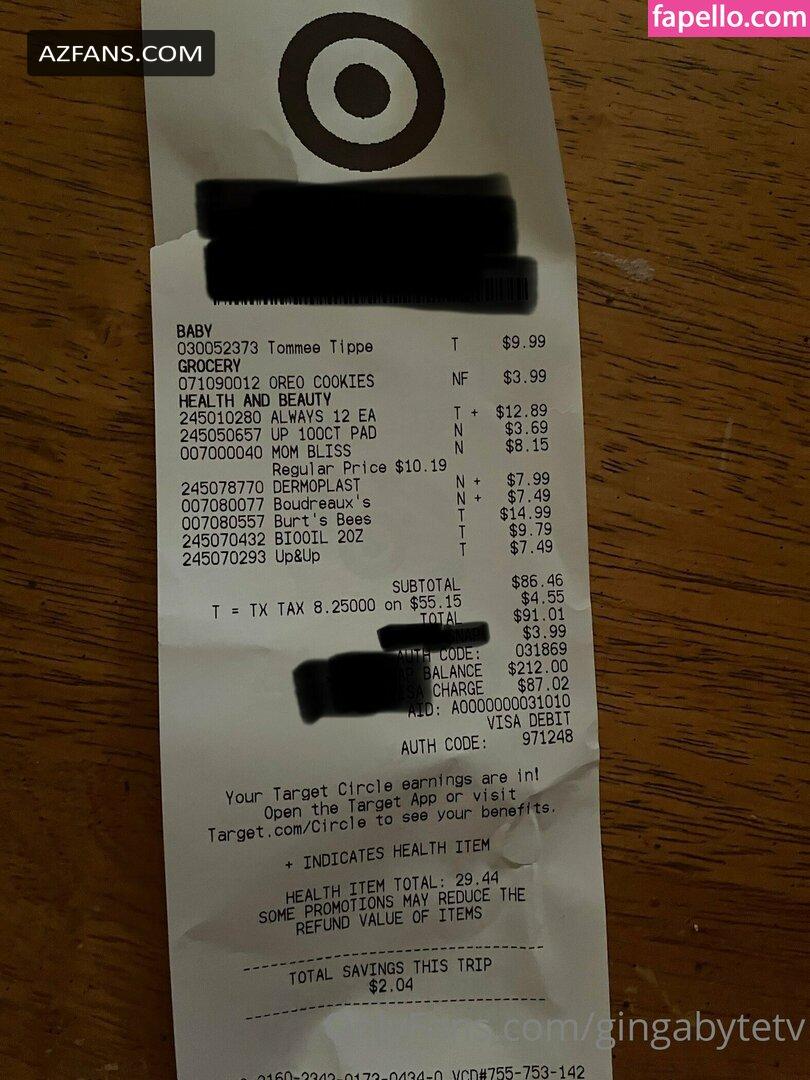 fapello.com
AZFANS.COM
BABY
030052373 Tommee Tippe T $9.99
GROCERY
071090012 OREO COOKIES NF $3.99
HEALTH AND BEAUTY
245010280 ALWAYS 12 EA T + $12.89
245050657 UP 100CT PAD N $3.69
007000040 MOM BLISS N $8.15
Regular Price $10.19
245078770 DERMOPLAST N + $7.99
007080077 Boudreaux's N + $7.49
007080557 Burt's Bees T $14.99
245070432 BIOOIL 2OZ T $9.79
245070293 Up&Up T $7.49
SUBTOTAL $86.46
T = TX TAX 8.25000 on $55.15 $4.55
TOTAL $91.01
$3.99
AUTH CODE: 031869
BALANCE $212.00
CHARGE $87.02
AID: A0000000031010
VISA DEBIT
AUTH CODE: 971248
Your Target Circle earnings are in!
Open the Target App or visit
Target.com/Circle to see your benefits.
+ INDICATES HEALTH ITEM
HEALTH ITEM TOTAL: 29.44
SOME PROMOTIONS MAY REDUCE THE
REFUND VALUE OF ITEMS
TOTAL SAVINGS THIS TRIP
$2.04
.com/gingabytetv
VCD#755-753-142